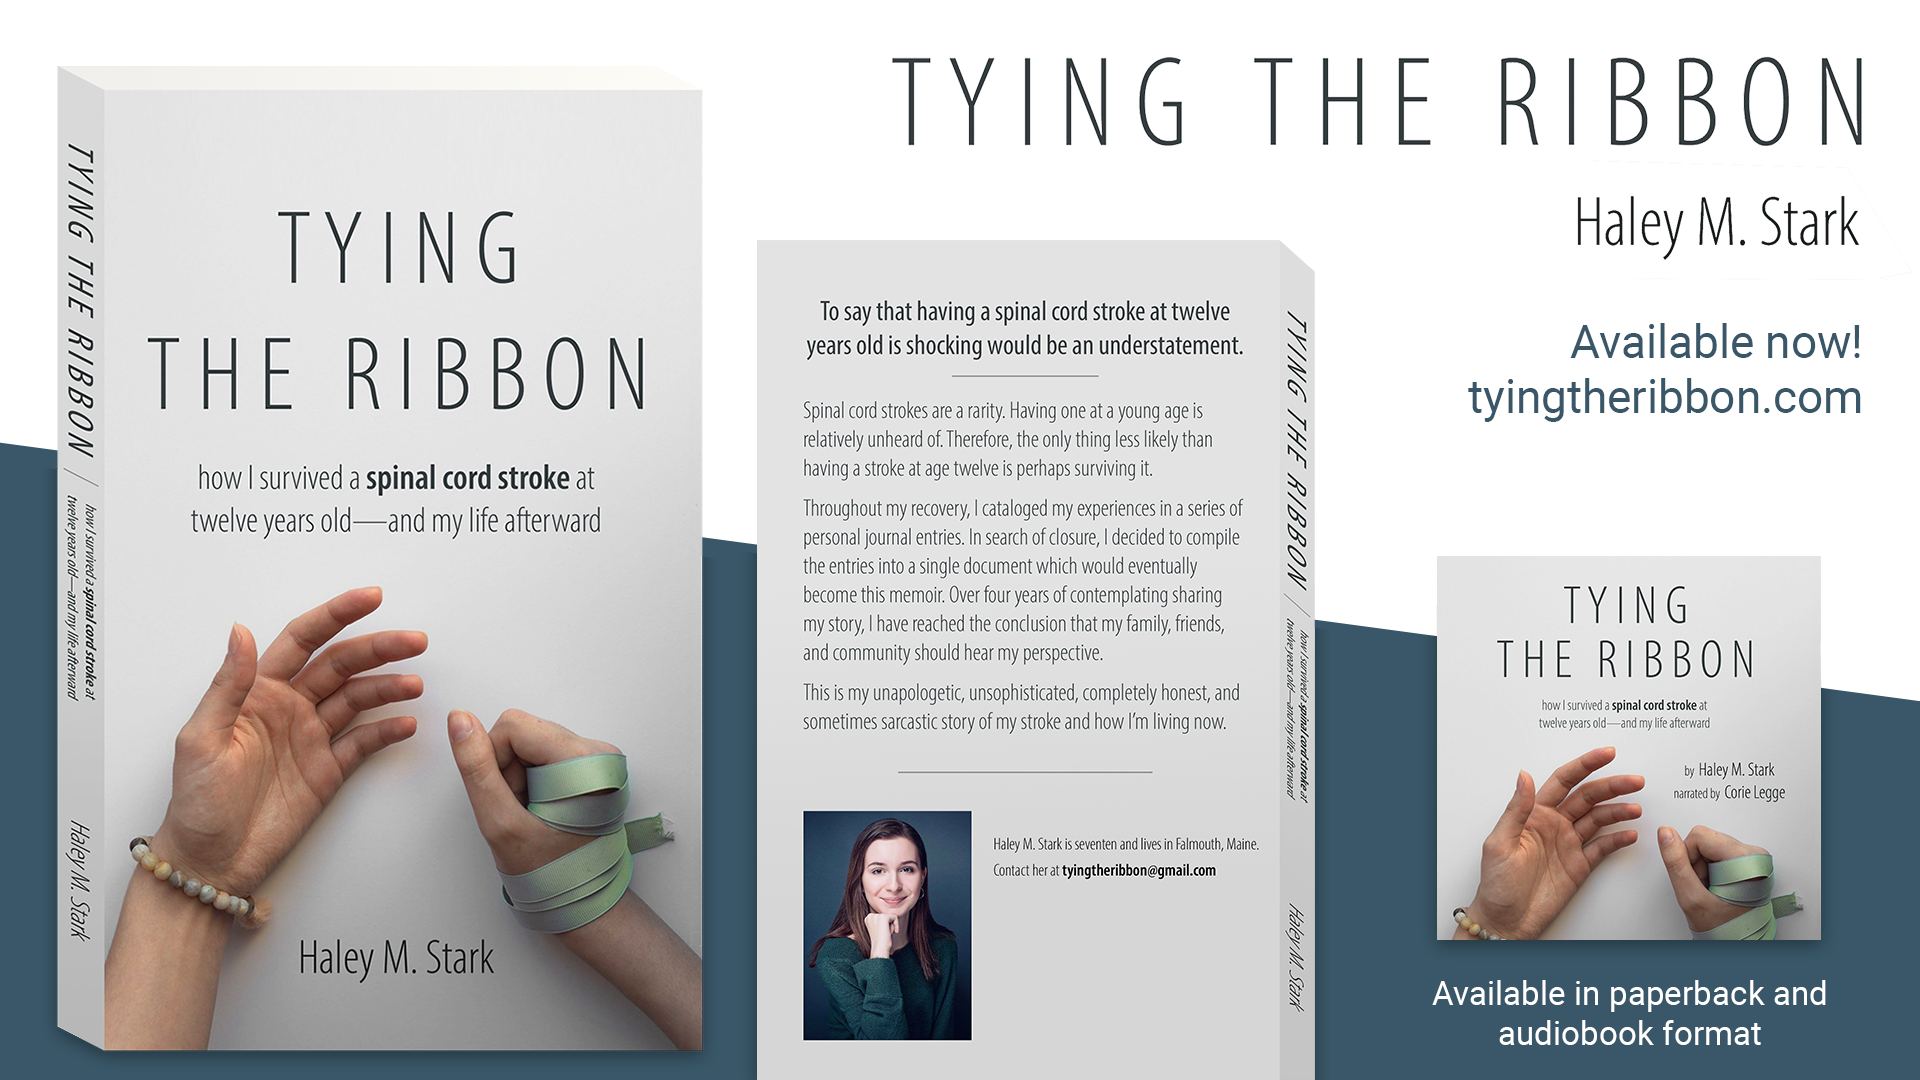 TYING THE RIBBON
Haley M. Stark
Available now!
tyingtheribbon.com
TYING THE RIBBON / how I survived a spinal cord stroke at
twelve years old—and my life afterward
Haley M. Stark
TYING
THE RIBBON
how I survived a spinal cord stroke at
twelve years old—and my life afterward
Haley M. Stark
To say that having a spinal cord stroke at twelve
years old is shocking would be an understatement.
Spinal cord strokes are a rarity. Having one at a young age is
relatively unheard of. Therefore, the only thing less likely than
having a stroke at age twelve is perhaps surviving it.
Throughout my recovery, I cataloged my experiences in a series of
personal journal entries. In search of closure, I decided to compile
the entries into a single document which would eventually
become this memoir. Over four years of contemplating sharing
my story, I have reached the conclusion that my family, friends,
and community should hear my perspective.
This is my unapologetic, unsophisticated, completely honest, and
sometimes sarcastic story of my stroke and how I'm living now.
Haley M. Stark is seventen and lives in Falmouth, Maine.
Contact her at tyingtheribbon@gmail.com
TYING THE RIBBON / how I survived a spinal cord stroke at
twelve years old—and my life afterward
Haley M. Stark
TYING
THE RIBBON
how I survived a spinal cord stroke at
twelve years old—and my life afterward
by Haley M. Stark
narrated by Corie Legge
Available in paperback and
audiobook format